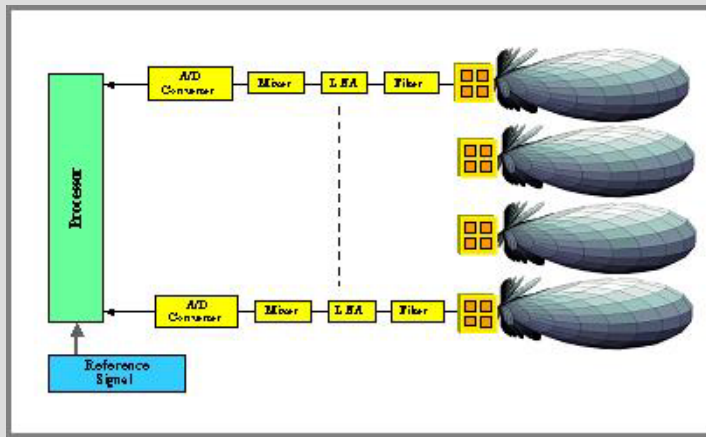 A/D
Converter
Mixer
LNA
Filter
Processor
A/D
Converter
Mixer
LNA
Filter
Reference
Signal